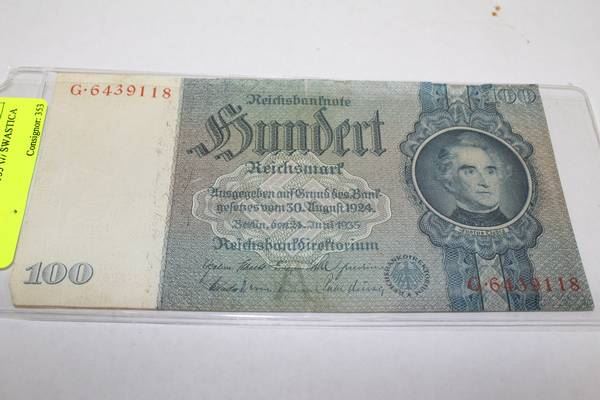 G·6439118
Reichsbanknote
100
Hundert
Reichsmark
Ausgegeben auf Grund des Bank
gesetzes vom 30. August 1924.
Berlin, den 24. Juni 1935
Reichsbankdirektorium
100
G·6439118
SWASTICA
Consignor: 353